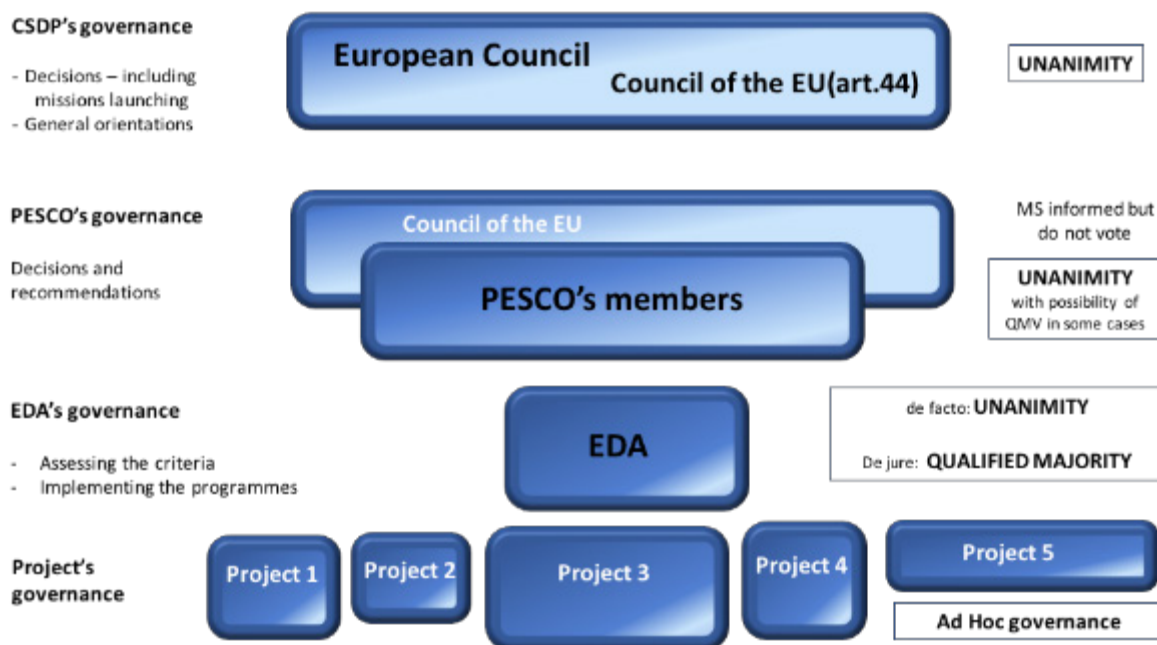 CSDP's governance
- Decisions – including
missions launching
- General orientations
European Council
Council of the EU(art.44)
UNANIMITY
PESCO's governance
Decisions and
recommendations
Council of the EU
PESCO's members
MS informed but
do not vote
UNANIMITY
with possibility of
QMV in some cases
EDA's governance
- Assessing the criteria
- Implementing the programmes
EDA
de facto: UNANIMITY
De jure: QUALIFIED MAJORITY
Project's
governance
Project 1
Project 2
Project 3
Project 4
Project 5
Ad Hoc governance